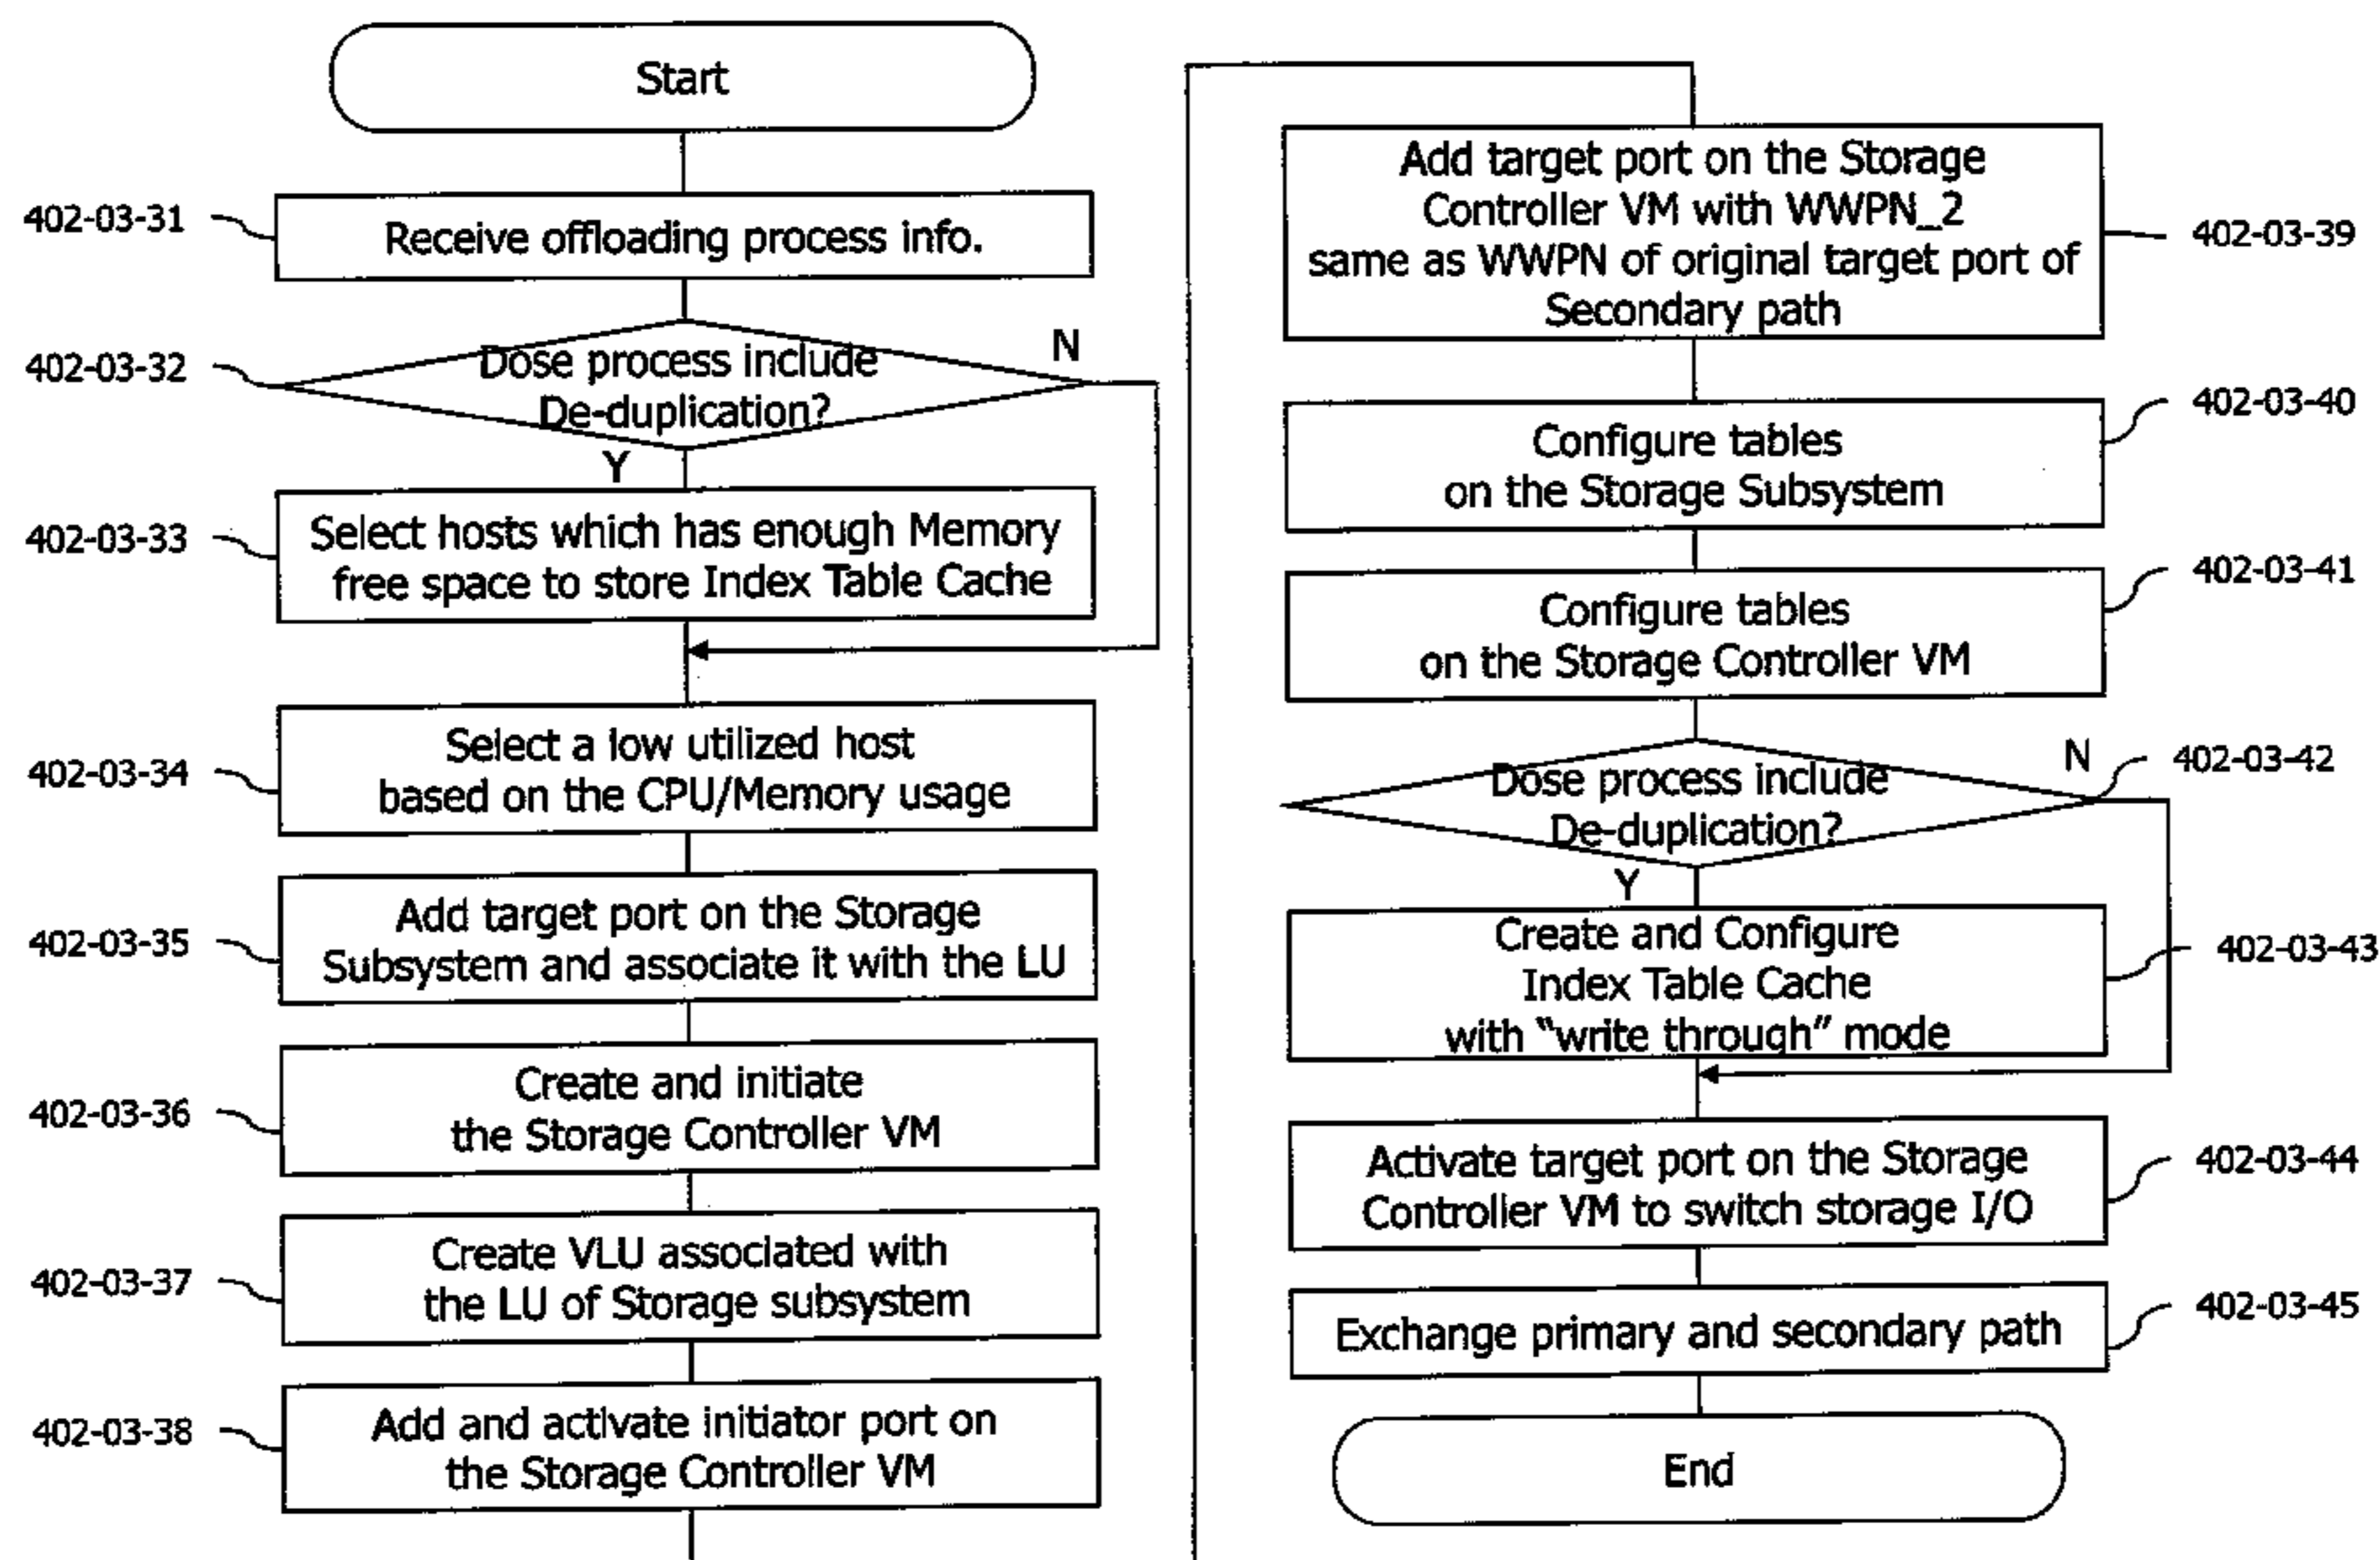 Start
402-03-31
Receive offloading process info.
402-03-32
Dose process include
De-duplication?
N
Y
402-03-33
Select hosts which has enough Memory
free space to store Index Table Cache
402-03-34
Select a low utilized host
based on the CPU/Memory usage
402-03-35
Add target port on the Storage
Subsystem and associate it with the LU
402-03-36
Create and initiate
the Storage Controller VM
402-03-37
Create VLU associated with
the LU of Storage subsystem
402-03-38
Add and activate initiator port on
the Storage Controller VM
Add target port on the Storage
Controller VM with WWPN_2
same as WWPN of original target port of
Secondary path
402-03-39
Configure tables
on the Storage Subsystem
402-03-40
Configure tables
on the Storage Controller VM
402-03-41
Dose process include
De-duplication?
N
402-03-42
Y
Create and Configure
Index Table Cache
with "write through" mode
402-03-43
Activate target port on the Storage
Controller VM to switch storage I/O
402-03-44
Exchange primary and secondary path
402-03-45
End